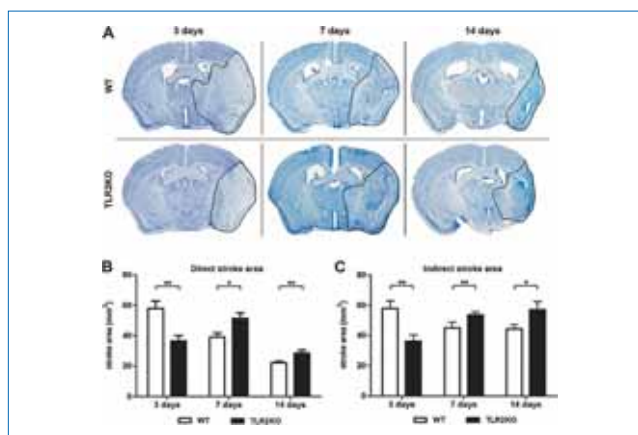 A 3 days 7 days 14 days
WT
TLR2KO
B Direct stroke area
stroke area (mm²)
80
60
40
20
0
** * **
3 days 7 days 14 days
WT TLR2KO
C Indirect stroke area
stroke area (mm²)
80
60
40
20
0
** ** *
3 days 7 days 14 days
WT TLR2KO